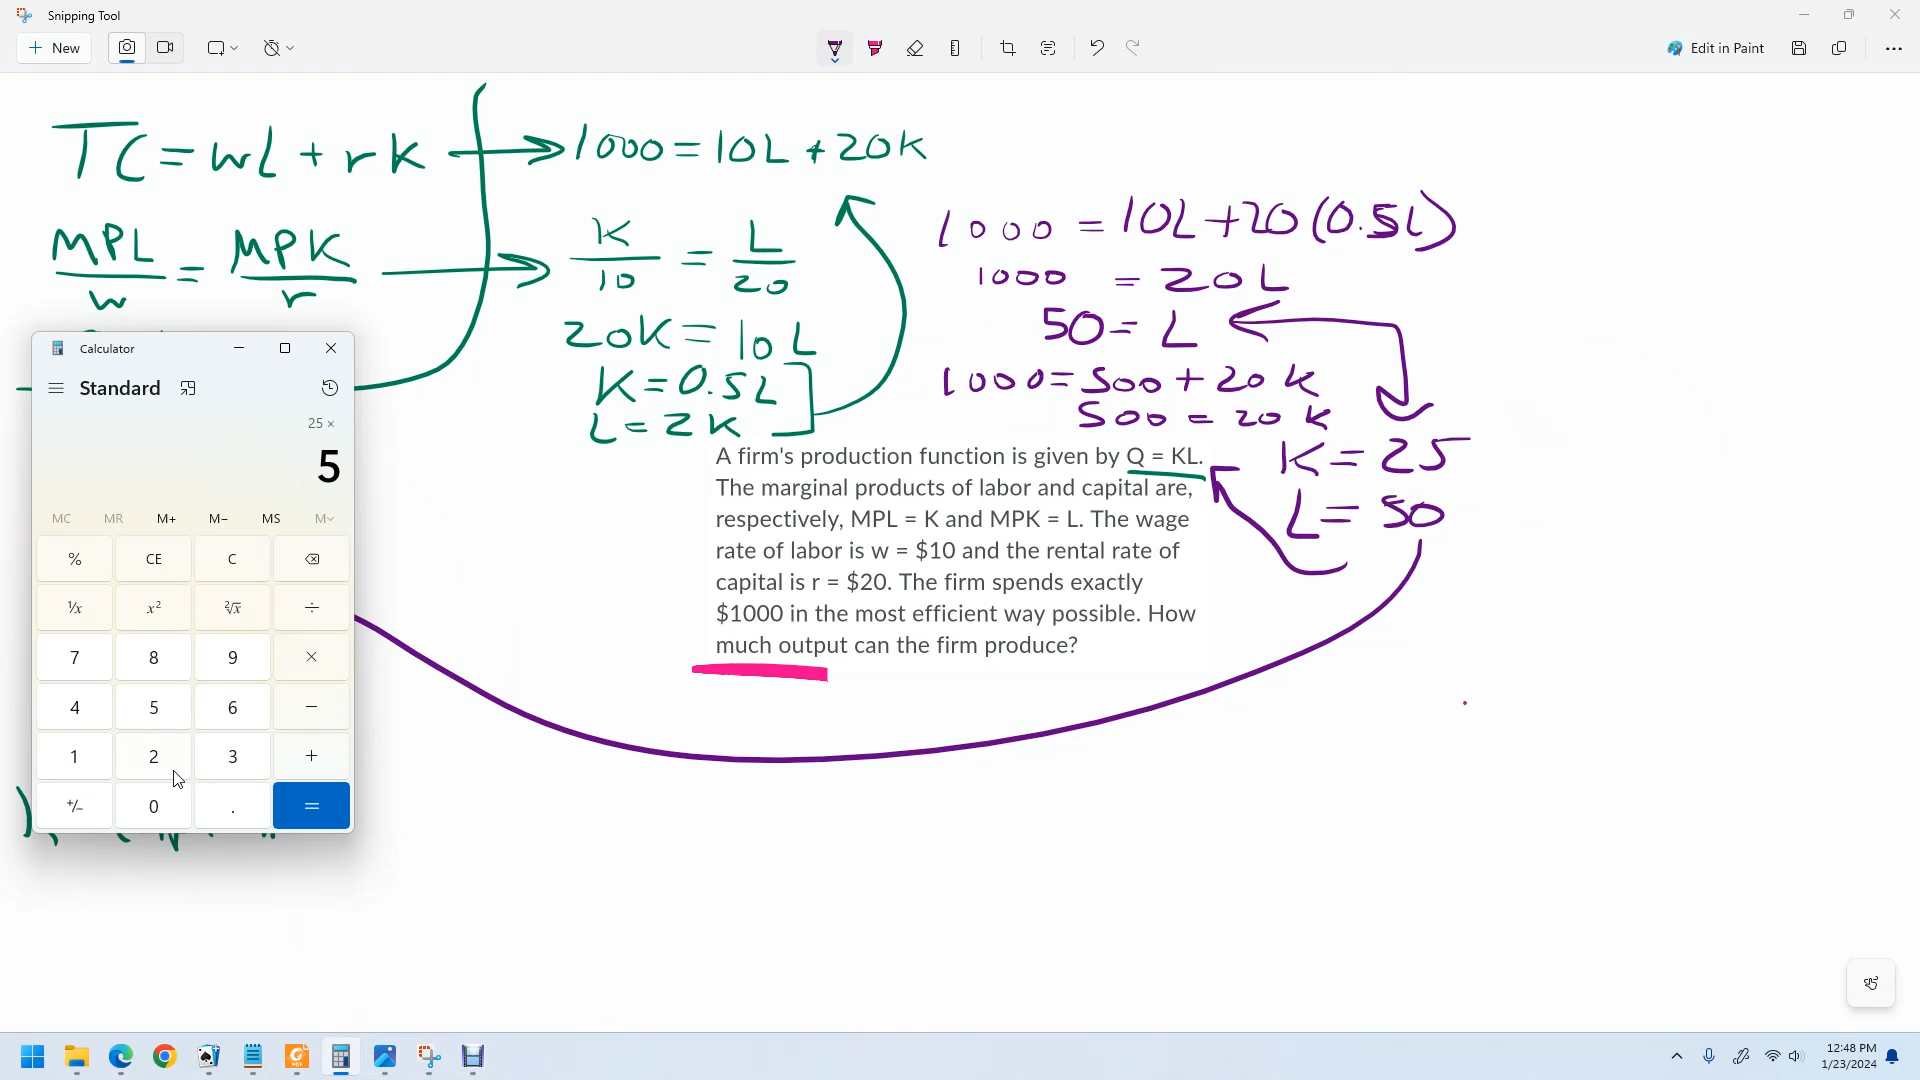 Snipping Tool
New
Edit in Paint
TC = wL + rK
1000 = 10L + 20K
MPL/w = MPK/r
K/10 = L/20
20K = 10L
K = 0.5L
L = 2K
1000 = 10L + 20(0.5L)
1000 = 20L
50 = L
1000 = 500 + 20K
500 = 20K
K = 25
L = 50
A firm's production function is given by Q = KL.
The marginal products of labor and capital are,
respectively, MPL = K and MPK = L. The wage
rate of labor is w = $10 and the rental rate of
capital is r = $20. The firm spends exactly
$1000 in the most efficient way possible. How
much output can the firm produce?
Calculator
Standard
25 ×
5
MC MR M+ M− MS M
% CE C
1/x x² ²√x ÷
7 8 9 ×
4 5 6 −
1 2 3 +
+/− 0 . =
12:48 PM
1/23/2024